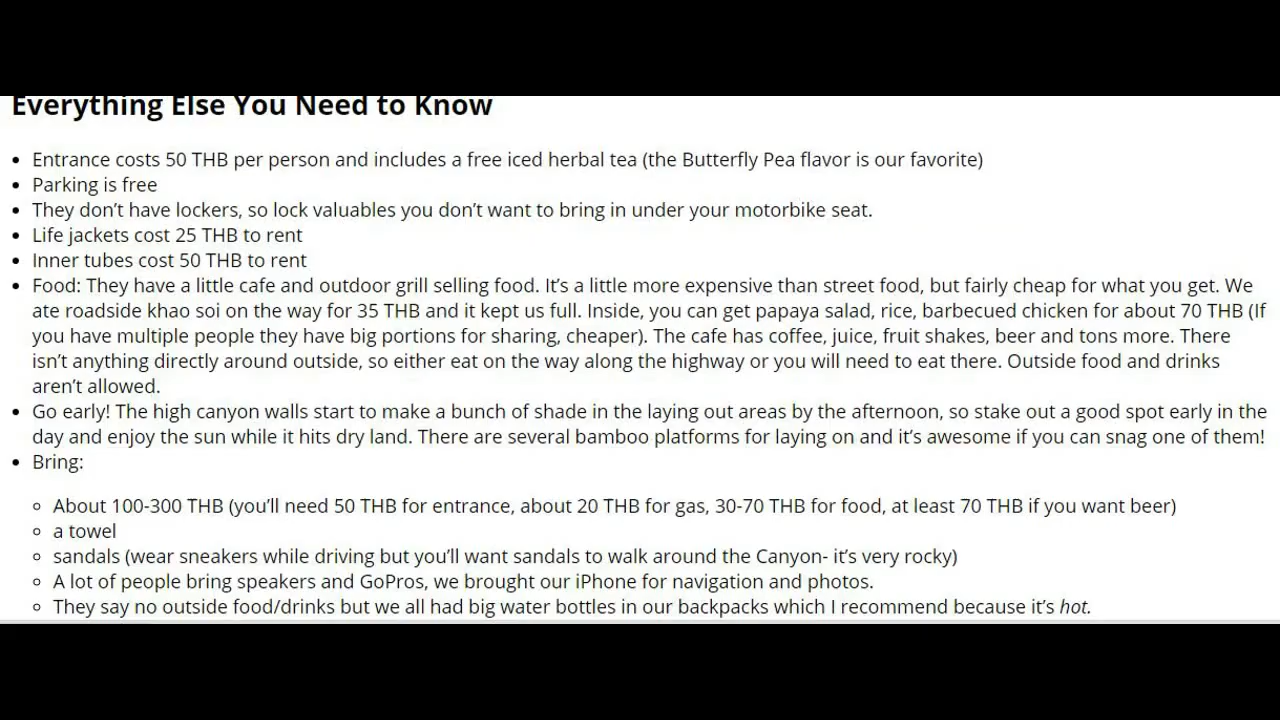 Everything Else You Need to Know
Entrance costs 50 THB per person and includes a free iced herbal tea (the Butterfly Pea flavor is our favorite)
Parking is free
They don’t have lockers, so lock valuables you don’t want to bring in under your motorbike seat.
Life jackets cost 25 THB to rent
Inner tubes cost 50 THB to rent
Food: They have a little cafe and outdoor grill selling food. It’s a little more expensive than street food, but fairly cheap for what you get. We
ate roadside khao soi on the way for 35 THB and it kept us full. Inside, you can get papaya salad, rice, barbecued chicken for about 70 THB (If
you have multiple people they have big portions for sharing, cheaper). The cafe has coffee, juice, fruit shakes, beer and tons more. There
isn’t anything directly around outside, so either eat on the way along the highway or you will need to eat there. Outside food and drinks
aren’t allowed.
Go early! The high canyon walls start to make a bunch of shade in the laying out areas by the afternoon, so stake out a good spot early in the
day and enjoy the sun while it hits dry land. There are several bamboo platforms for laying on and it’s awesome if you can snag one of them!
Bring:
About 100-300 THB (you’ll need 50 THB for entrance, about 20 THB for gas, 30-70 THB for food, at least 70 THB if you want beer)
a towel
sandals (wear sneakers while driving but you’ll want sandals to walk around the Canyon- it’s very rocky)
A lot of people bring speakers and GoPros, we brought our iPhone for navigation and photos.
They say no outside food/drinks but we all had big water bottles in our backpacks which I recommend because it’s hot.